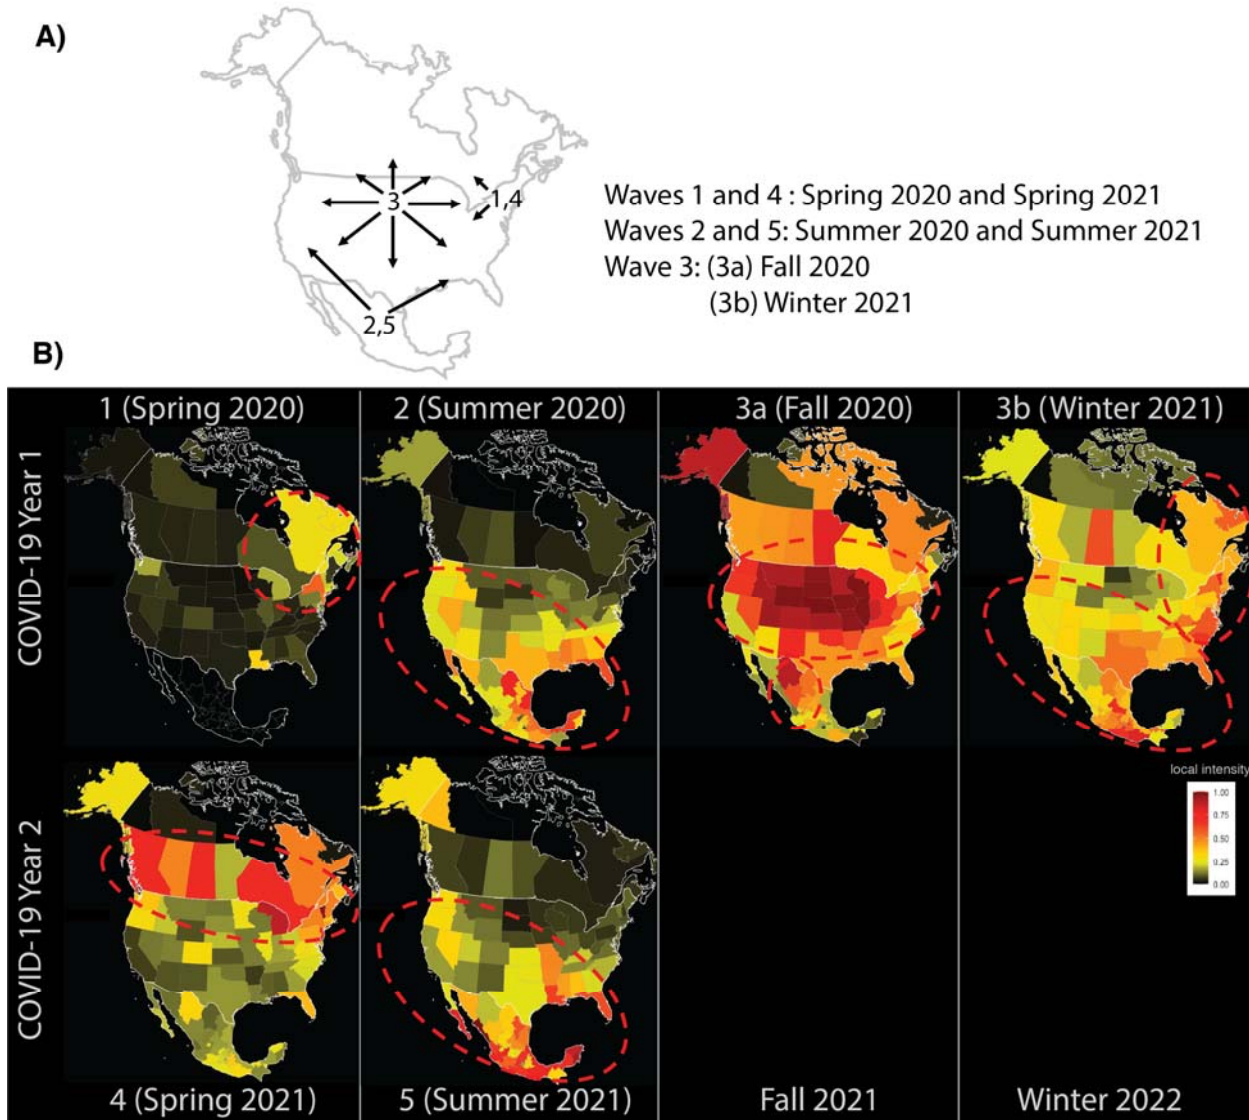 A)
3
1,4
2,5
Waves 1 and 4 : Spring 2020 and Spring 2021
Waves 2 and 5: Summer 2020 and Summer 2021
Wave 3: (3a) Fall 2020
(3b) Winter 2021
B)
1 (Spring 2020)
2 (Summer 2020)
3a (Fall 2020)
3b (Winter 2021)
COVID-19 Year 1
COVID-19 Year 2
local intensity
1.00
0.75
0.50
0.25
0.00
4 (Spring 2021)
5 (Summer 2021)
Fall 2021
Winter 2022